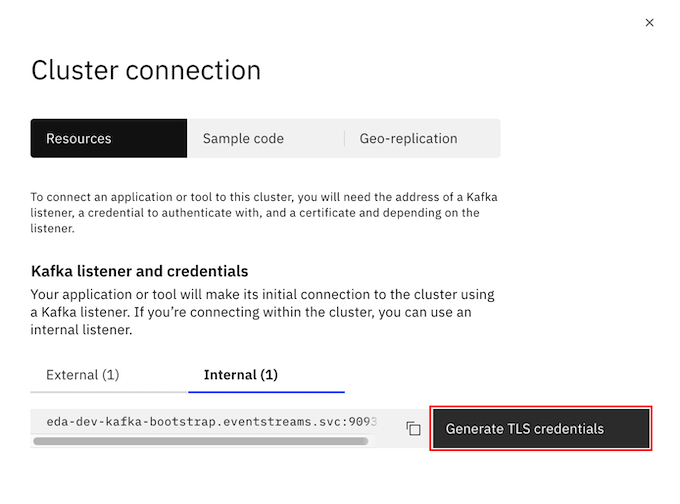 Cluster connection
Resources
Sample code
Geo-replication
To connect an application or tool to this cluster, you will need the address of a Kafka
listener, a credential to authenticate with, and a certificate and depending on the
listener.
Kafka listener and credentials
Your application or tool will make its initial connection to the cluster using
a Kafka listener. If you’re connecting within the cluster, you can use an
internal listener.
External (1)
Internal (1)
eda-dev-kafka-bootstrap.eventstreams.svc:9093
Generate TLS credentials